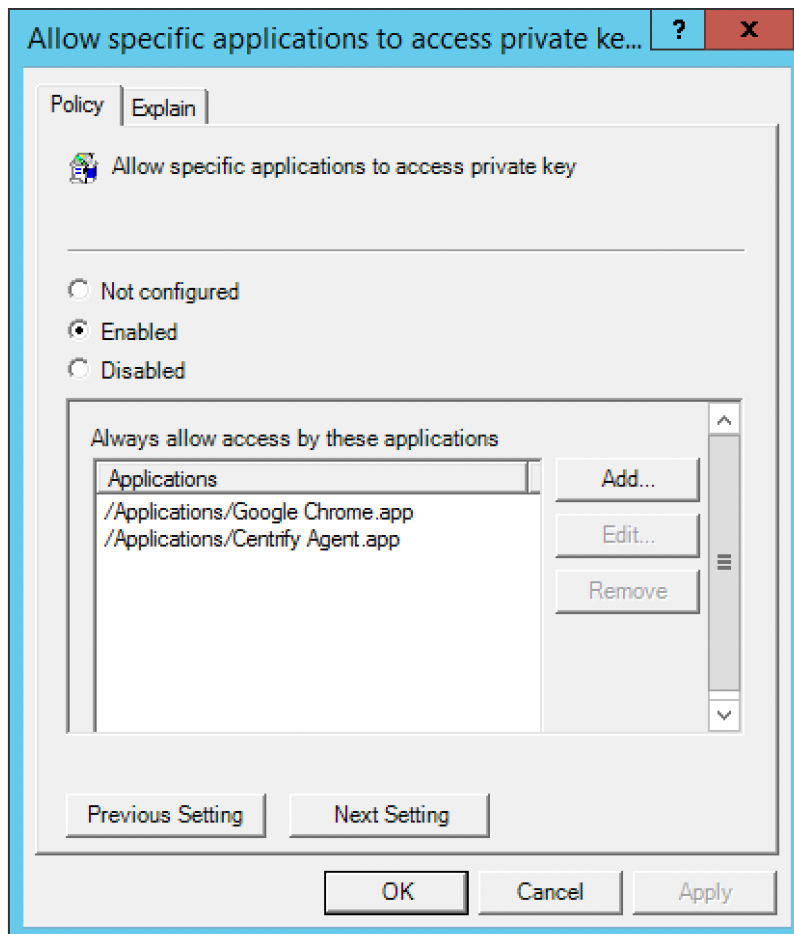 Allow specific applications to access private ke...
?
x
Policy
Explain
Allow specific applications to access private key
Not configured
Enabled
Disabled
Always allow access by these applications
Applications
Add...
/Applications/Google Chrome.app
/Applications/Centrify Agent.app
Edit...
Remove
Previous Setting
Next Setting
OK
Cancel
Apply